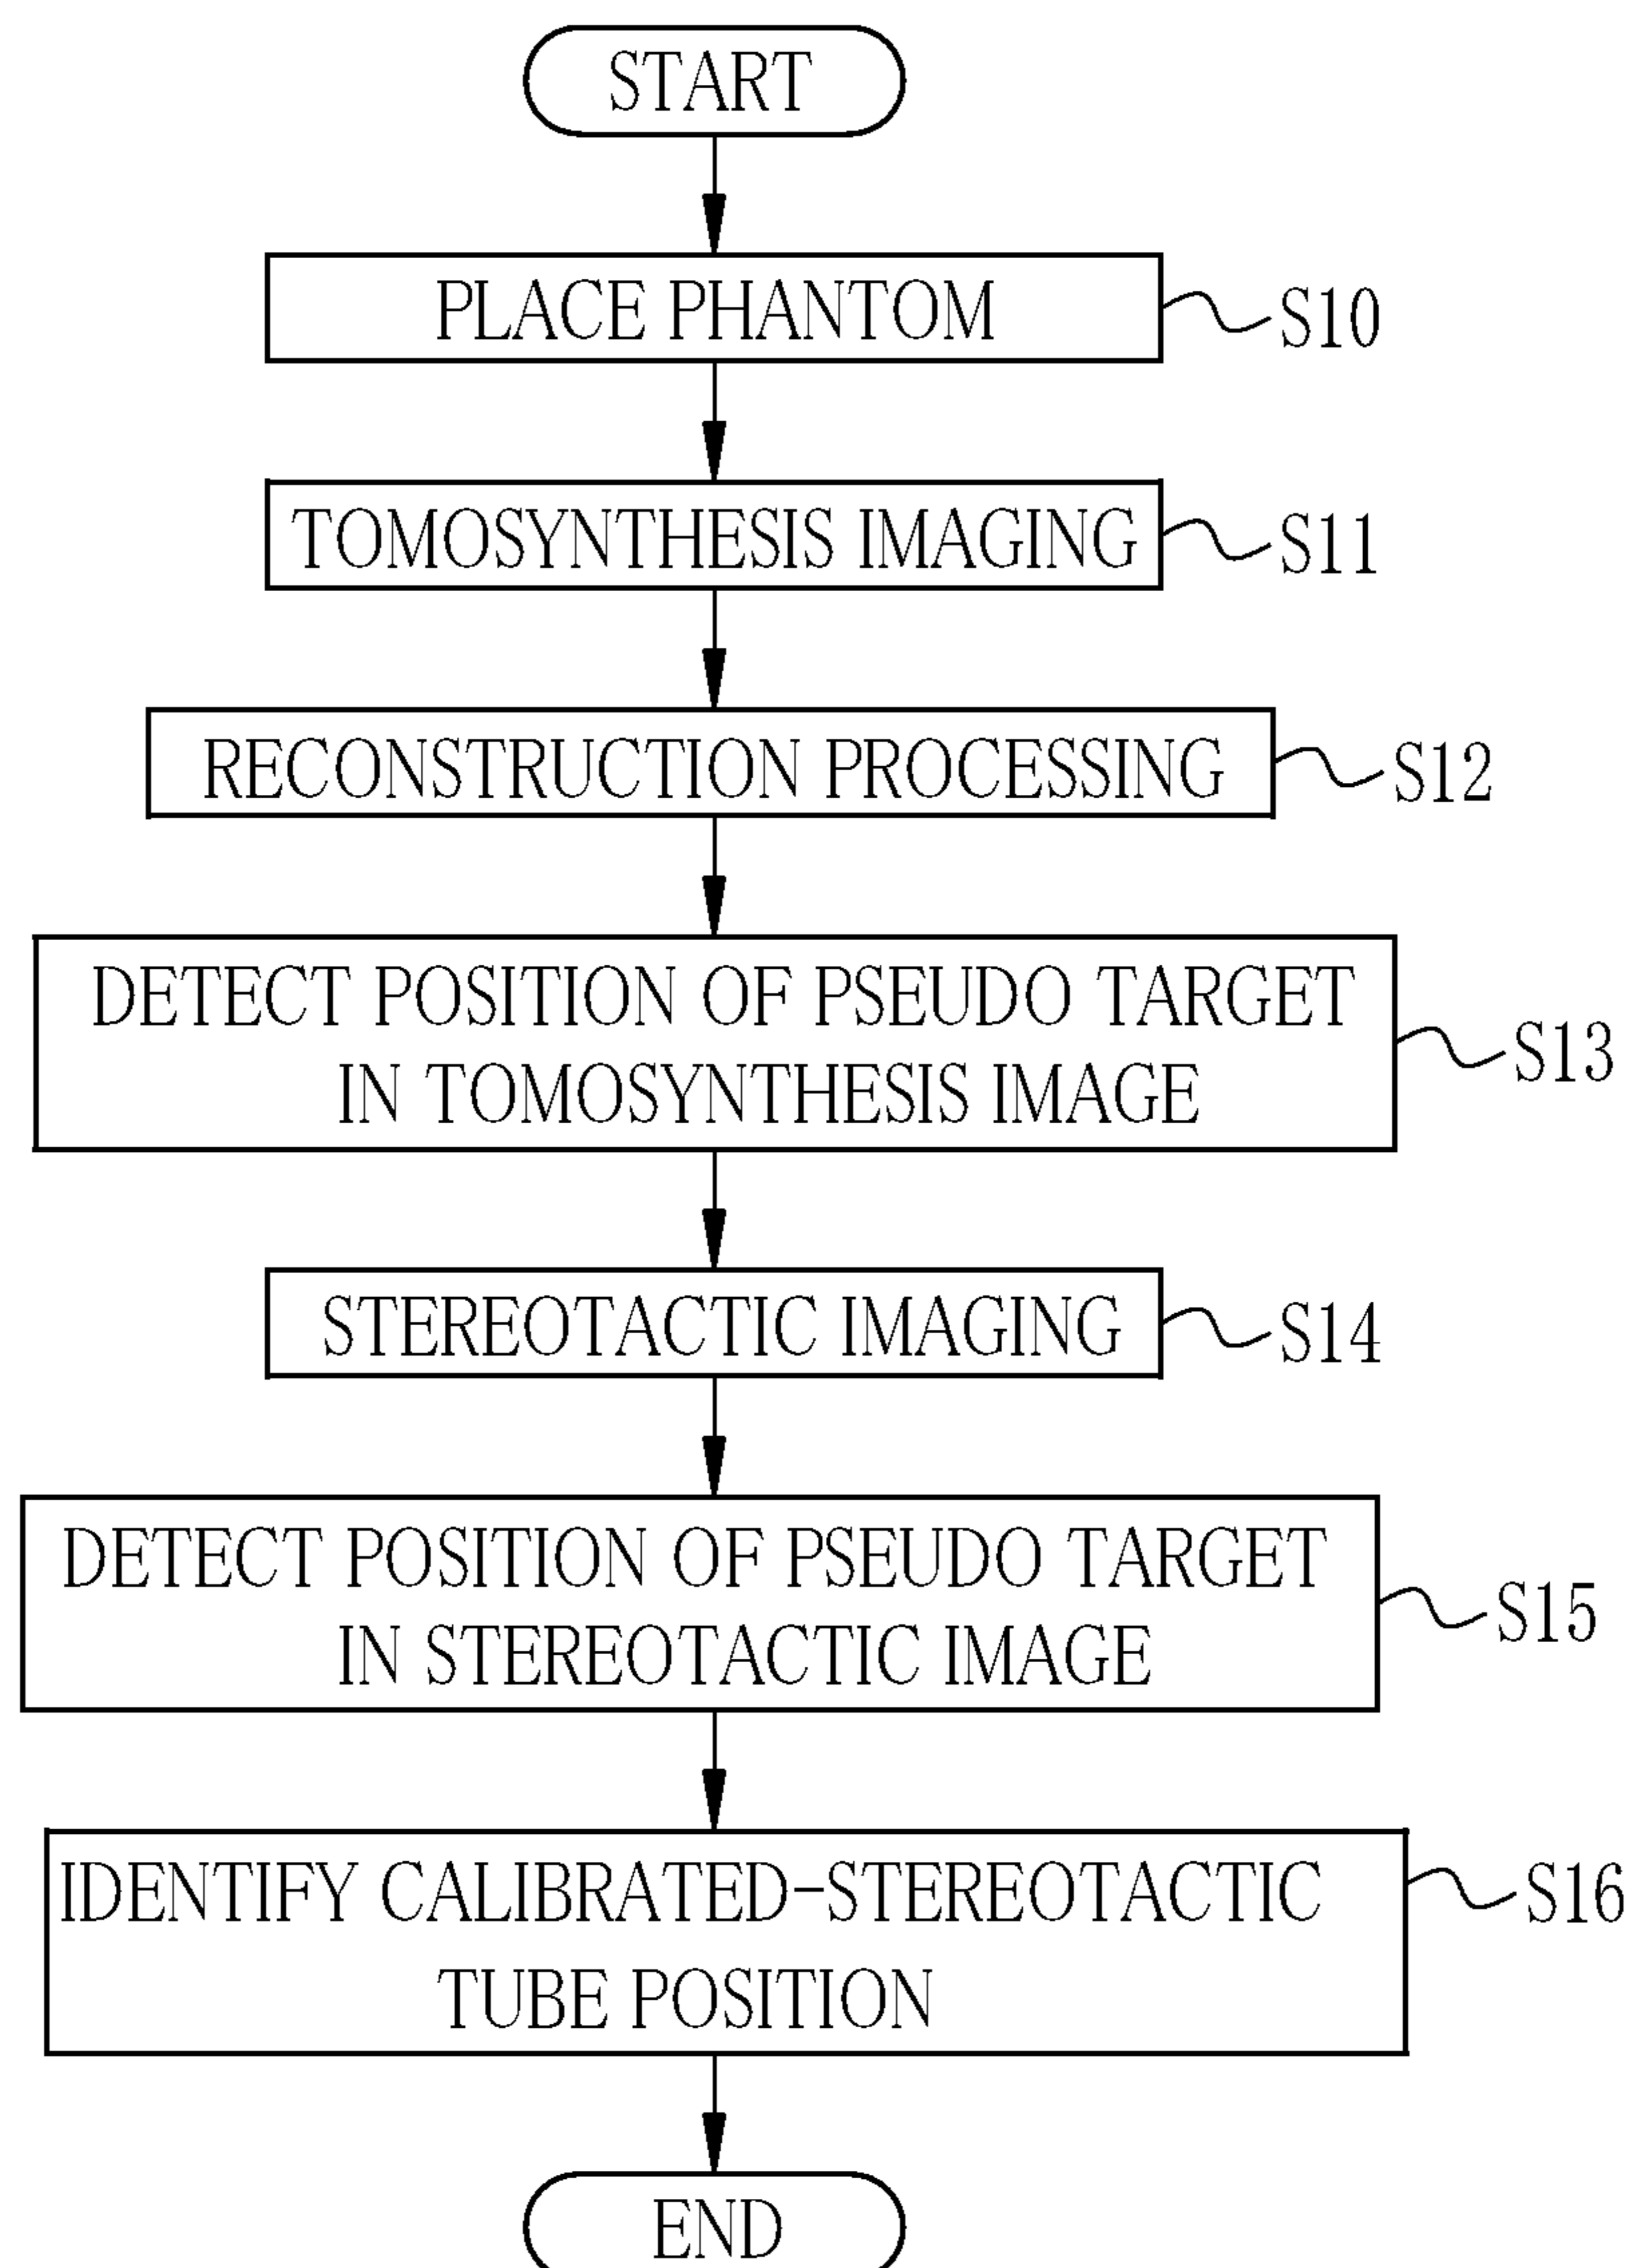 START
PLACE PHANTOM
S10
TOMOSYNTHESIS IMAGING
S11
RECONSTRUCTION PROCESSING
S12
DETECT POSITION OF PSEUDO TARGET
IN TOMOSYNTHESIS IMAGE
S13
STEREOTACTIC IMAGING
S14
DETECT POSITION OF PSEUDO TARGET
IN STEREOTACTIC IMAGE
S15
IDENTIFY CALIBRATED-STEREOTACTIC
TUBE POSITION
S16
END